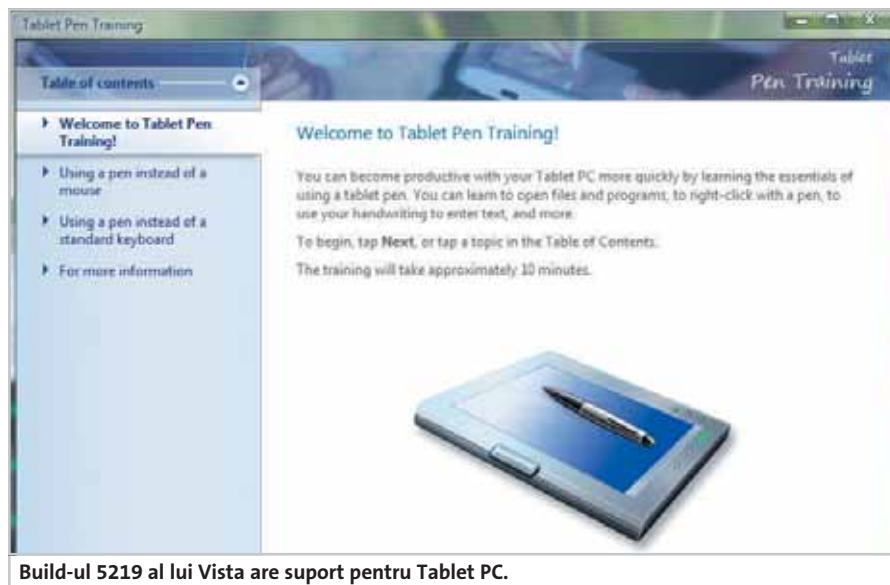 Tablet Pen Training
Tablet
Pen Training
Table of contents
Welcome to Tablet Pen
Training!
Using a pen instead of a
mouse
Using a pen instead of a
standard keyboard
For more information
Welcome to Tablet Pen Training!
You can become productive with your Tablet PC more quickly by learning the essentials of
using a tablet pen. You can learn to open files and programs, to right-click with a pen, to
use your handwriting to enter text, and more.
To begin, tap Next, or tap a topic in the Table of Contents.
The training will take approximately 10 minutes.
Build-ul 5219 al lui Vista are suport pentru Tablet PC.